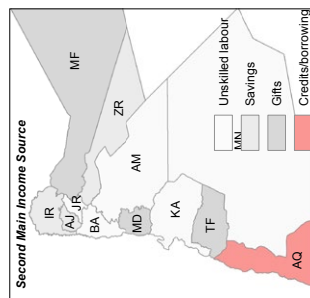 Second Main Income Source
MF
IR
AJ
JR
ZR
BA
AM
MD
KA
TF
MN
AQ
Unskilled labour
Savings
Gifts
Credits/borrowing